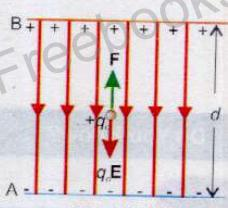 B + + + + + + +
F
+q₀
d
q₀E
A - - - - - - -